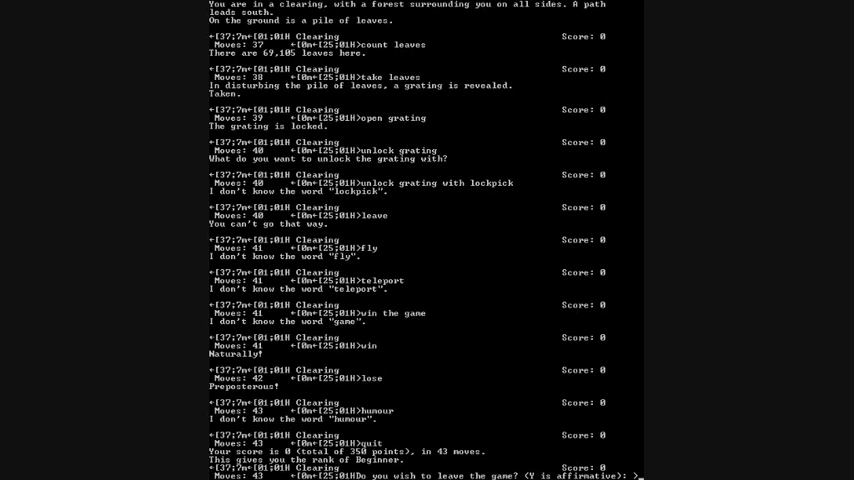 You are in a clearing, with a forest surrounding you on all sides. A path
leads south.
On the ground is a pile of leaves.
←[37;7m←[01;01H Clearing Score: 0
Moves: 37 ←[0m←[25;01H>count leaves
There are 69,105 leaves here.
←[37;7m←[01;01H Clearing Score: 0
Moves: 38 ←[0m←[25;01H>take leaves
In disturbing the pile of leaves, a grating is revealed.
Taken.
←[37;7m←[01;01H Clearing Score: 0
Moves: 39 ←[0m←[25;01H>open grating
The grating is locked.
←[37;7m←[01;01H Clearing Score: 0
Moves: 40 ←[0m←[25;01H>unlock grating
What do you want to unlock the grating with?
←[37;7m←[01;01H Clearing Score: 0
Moves: 40 ←[0m←[25;01H>unlock grating with lockpick
I don't know the word "lockpick".
←[37;7m←[01;01H Clearing Score: 0
Moves: 40 ←[0m←[25;01H>leave
You can't go that way.
←[37;7m←[01;01H Clearing Score: 0
Moves: 41 ←[0m←[25;01H>fly
I don't know the word "fly".
←[37;7m←[01;01H Clearing Score: 0
Moves: 41 ←[0m←[25;01H>teleport
I don't know the word "teleport".
←[37;7m←[01;01H Clearing Score: 0
Moves: 41 ←[0m←[25;01H>win the game
I don't know the word "game".
←[37;7m←[01;01H Clearing Score: 0
Moves: 41 ←[0m←[25;01H>win
Naturally!
←[37;7m←[01;01H Clearing Score: 0
Moves: 42 ←[0m←[25;01H>lose
Preposterous!
←[37;7m←[01;01H Clearing Score: 0
Moves: 43 ←[0m←[25;01H>humour
I don't know the word "humour".
←[37;7m←[01;01H Clearing Score: 0
Moves: 43 ←[0m←[25;01H>quit
Your score is 0 (total of 350 points), in 43 moves.
This gives you the rank of Beginner.
←[37;7m←[01;01H Clearing Score: 0
Moves: 43 ←[0m←[25;01HDo you wish to leave the game? (Y is affirmative): >_